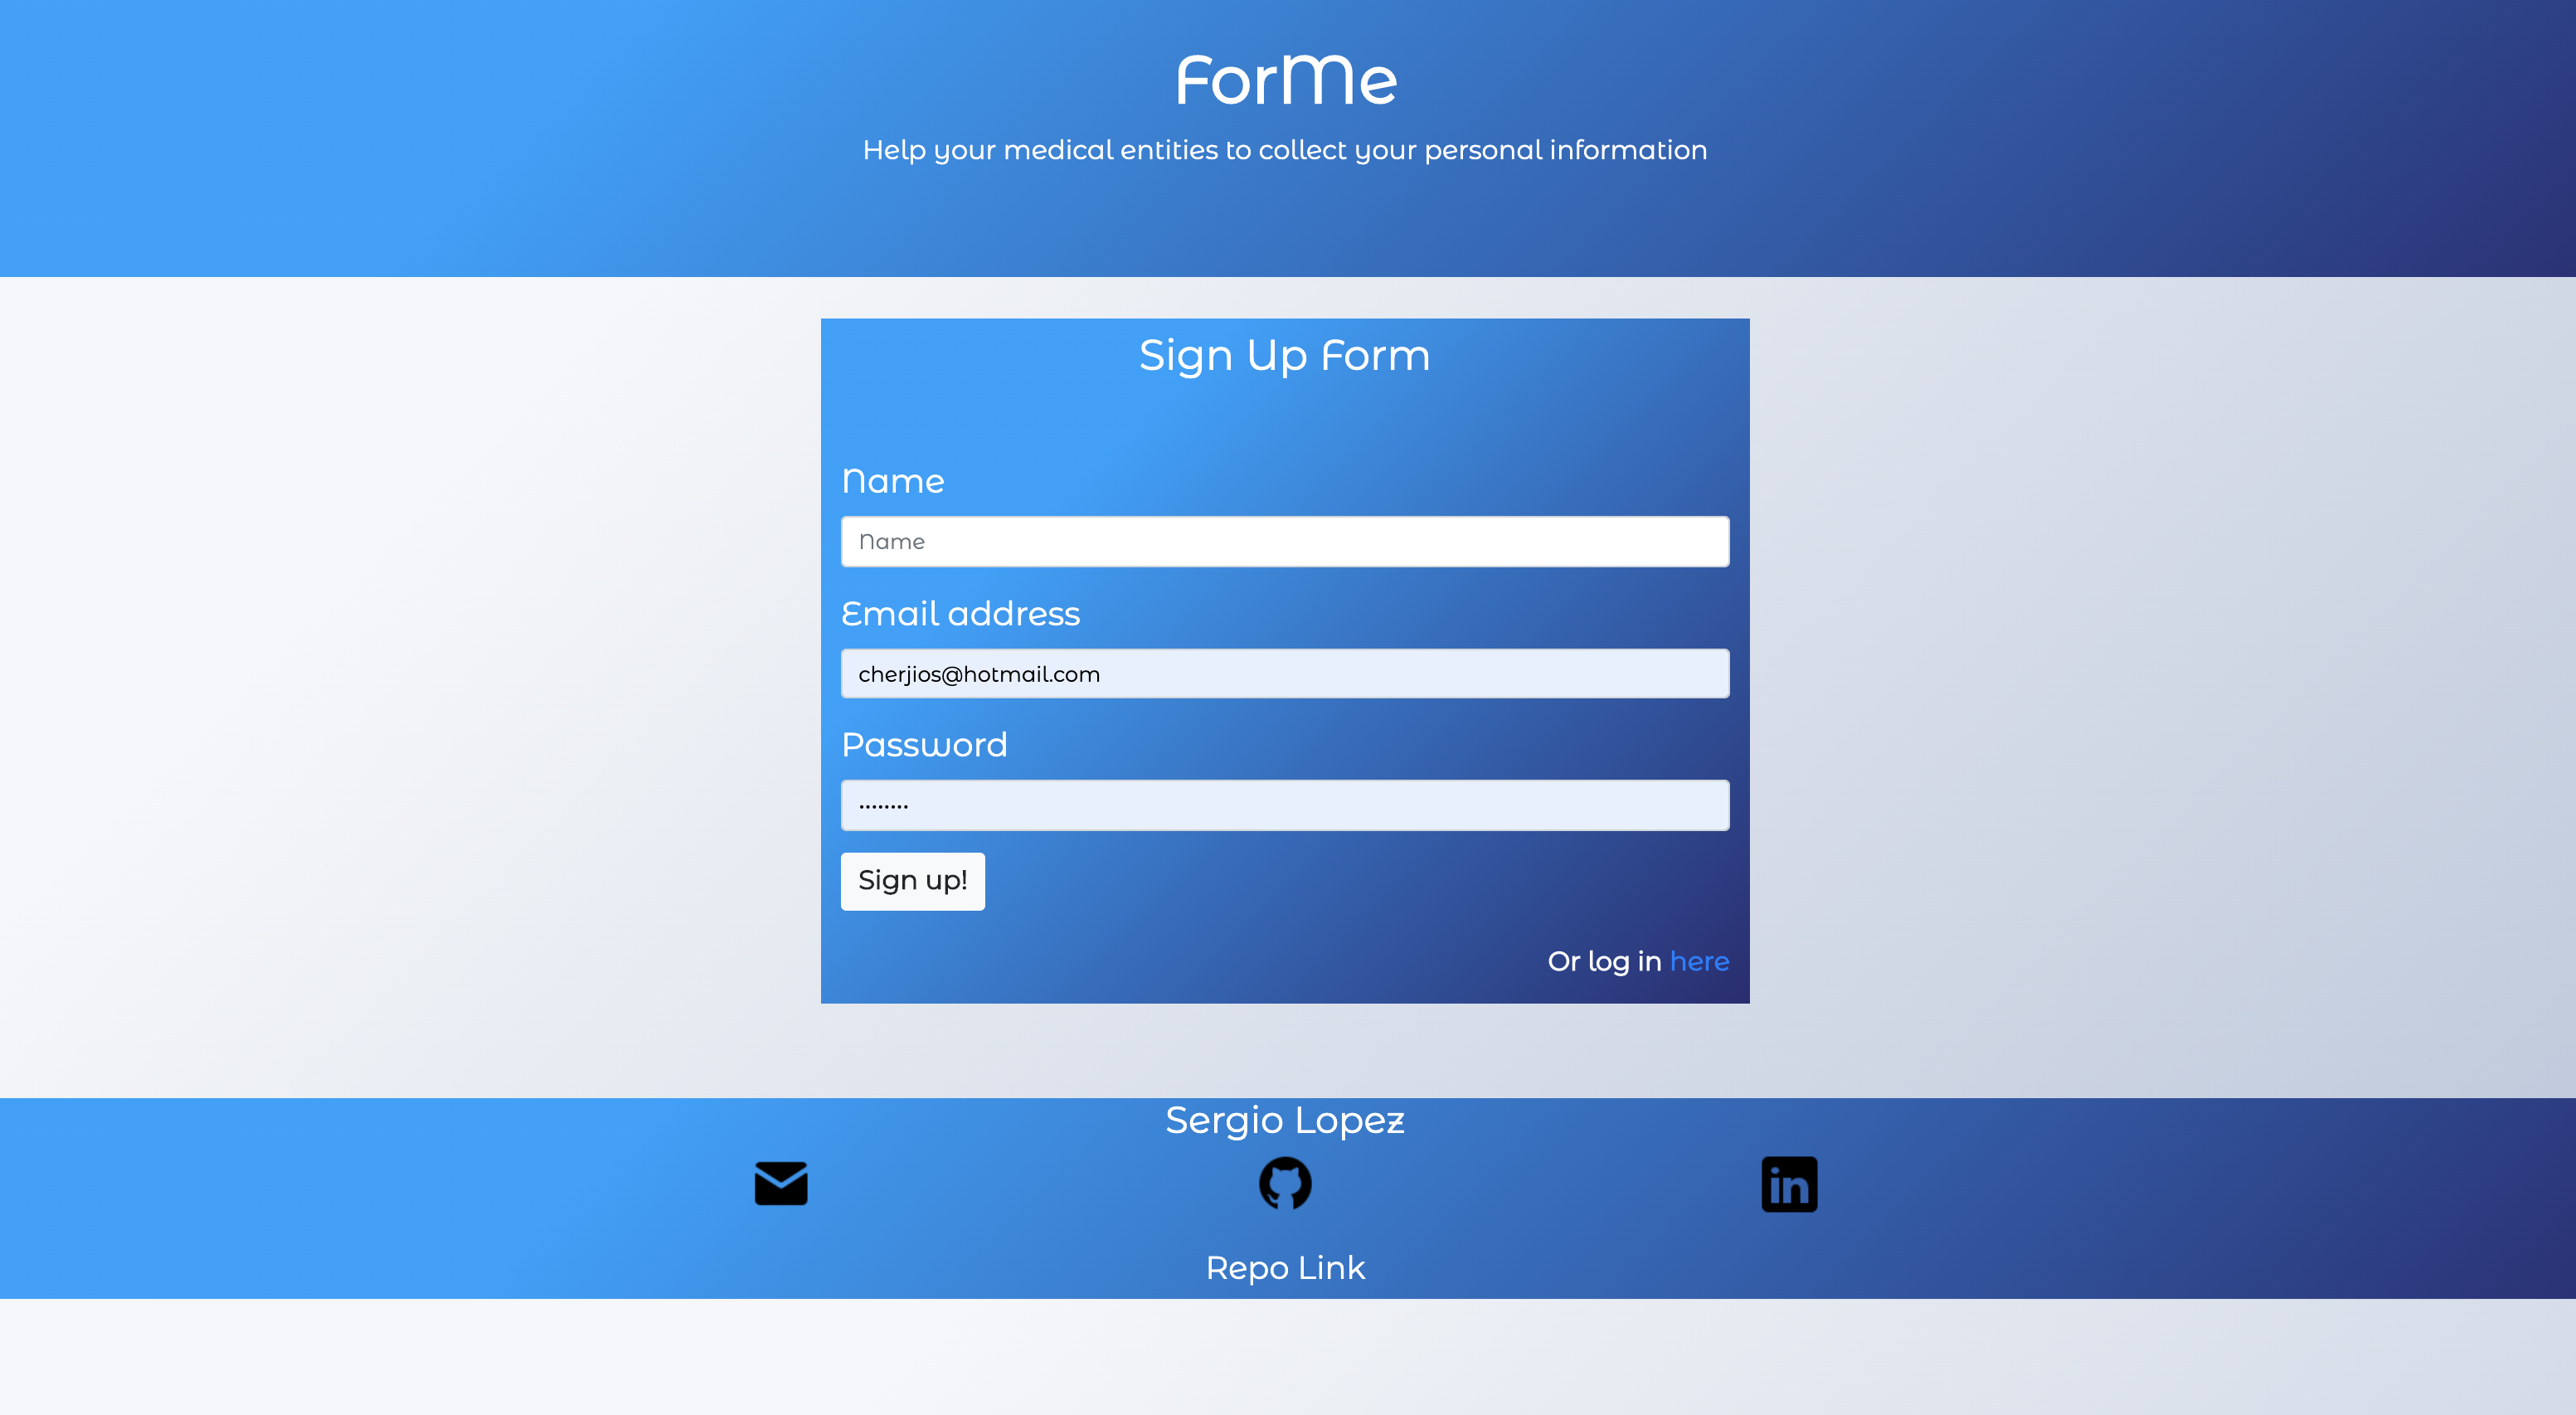 ForMe
Help your medical entities to collect your personal information
Sign Up Form
Name
Name
Email address
cherjios@hotmail.com
Password
••••••••
Sign up!
Or log in here
Sergio Lopez
in
Repo Link